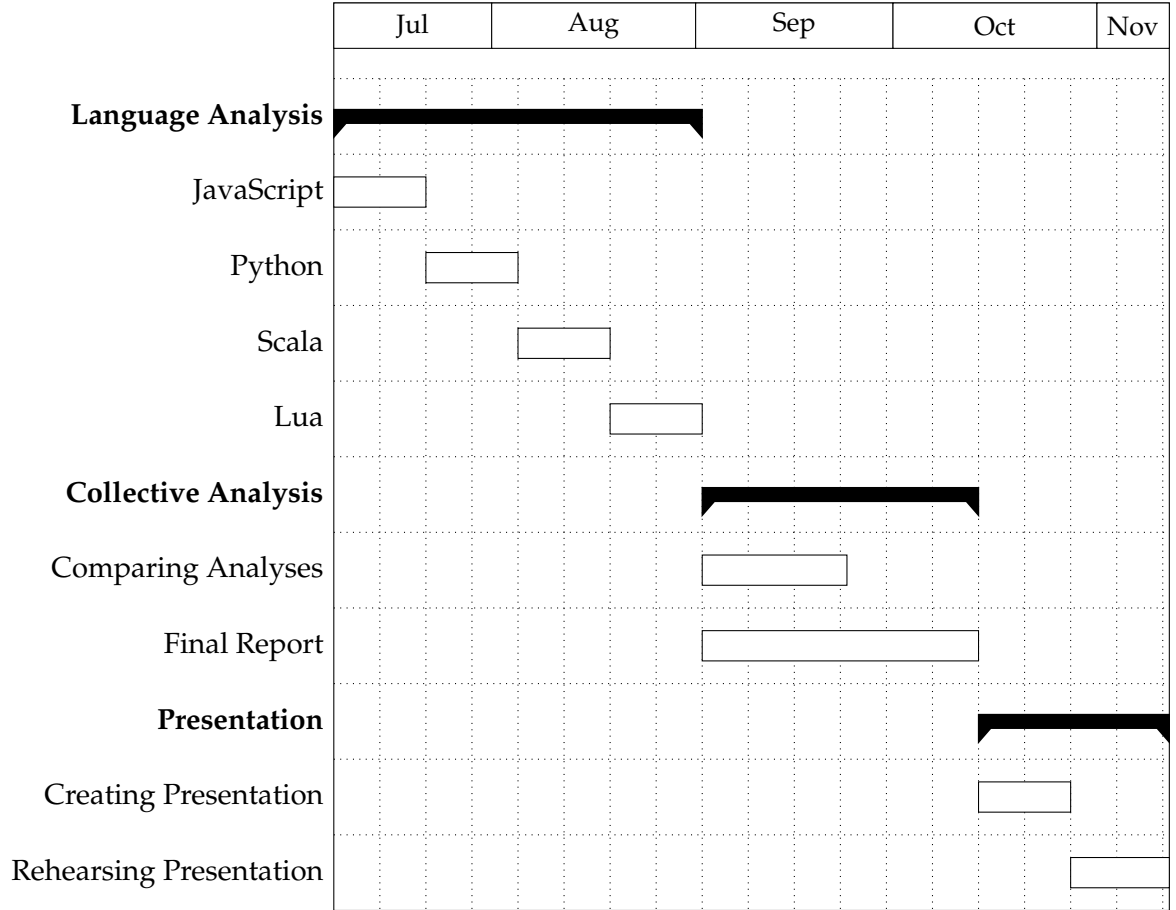 Jul Aug Sep Oct Nov
Language Analysis
JavaScript
Python
Scala
Lua
Collective Analysis
Comparing Analyses
Final Report
Presentation
Creating Presentation
Rehearsing Presentation